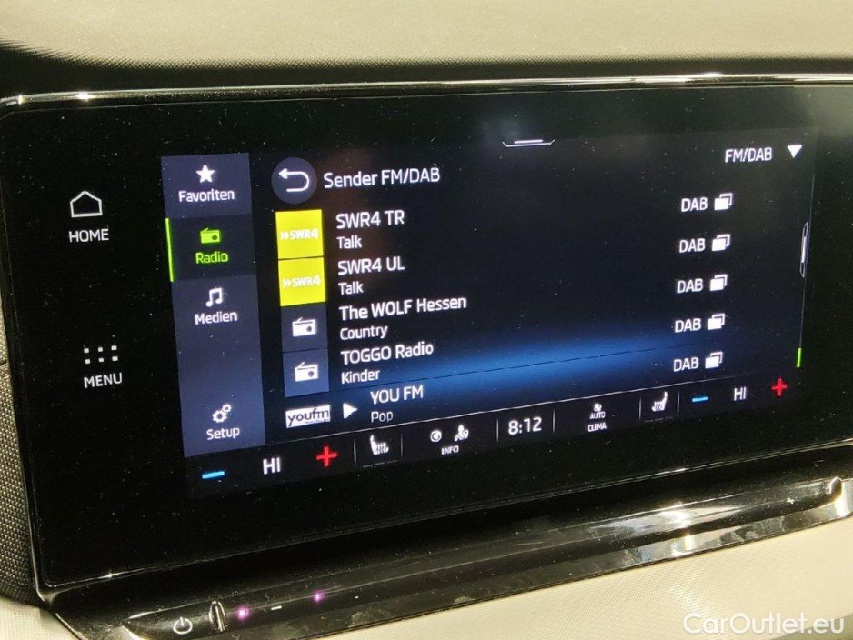 FM/DAB
Favoriten
Sender FM/DAB
HOME
»SWR4
SWR4 TR
Talk
DAB
Radio
»SWR4
SWR4 UL
Talk
DAB
Medien
The WOLF Hessen
Country
DAB
MENU
TOGGO Radio
Kinder
DAB
Setup
youfm
YOU FM
Pop
DAB
HI
INFO
8:12
AUTO
CLIMA
HI
CarOutlet.eu